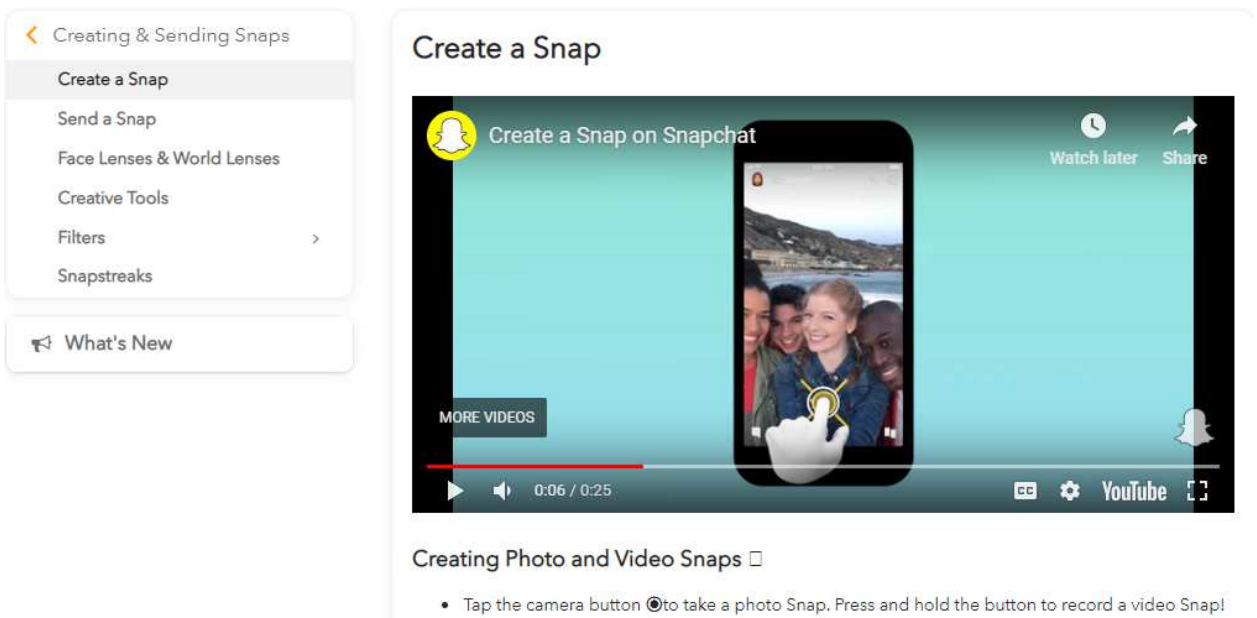 Creating & Sending Snaps
Create a Snap
Send a Snap
Face Lenses & World Lenses
Creative Tools
Filters
Snapstreaks
What's New
Create a Snap
Create a Snap on Snapchat
Watch later
Share
MORE VIDEOS
0:06 / 0:25
CC
YouTube
Creating Photo and Video Snaps
• Tap the camera button to take a photo Snap. Press and hold the button to record a video Snap!